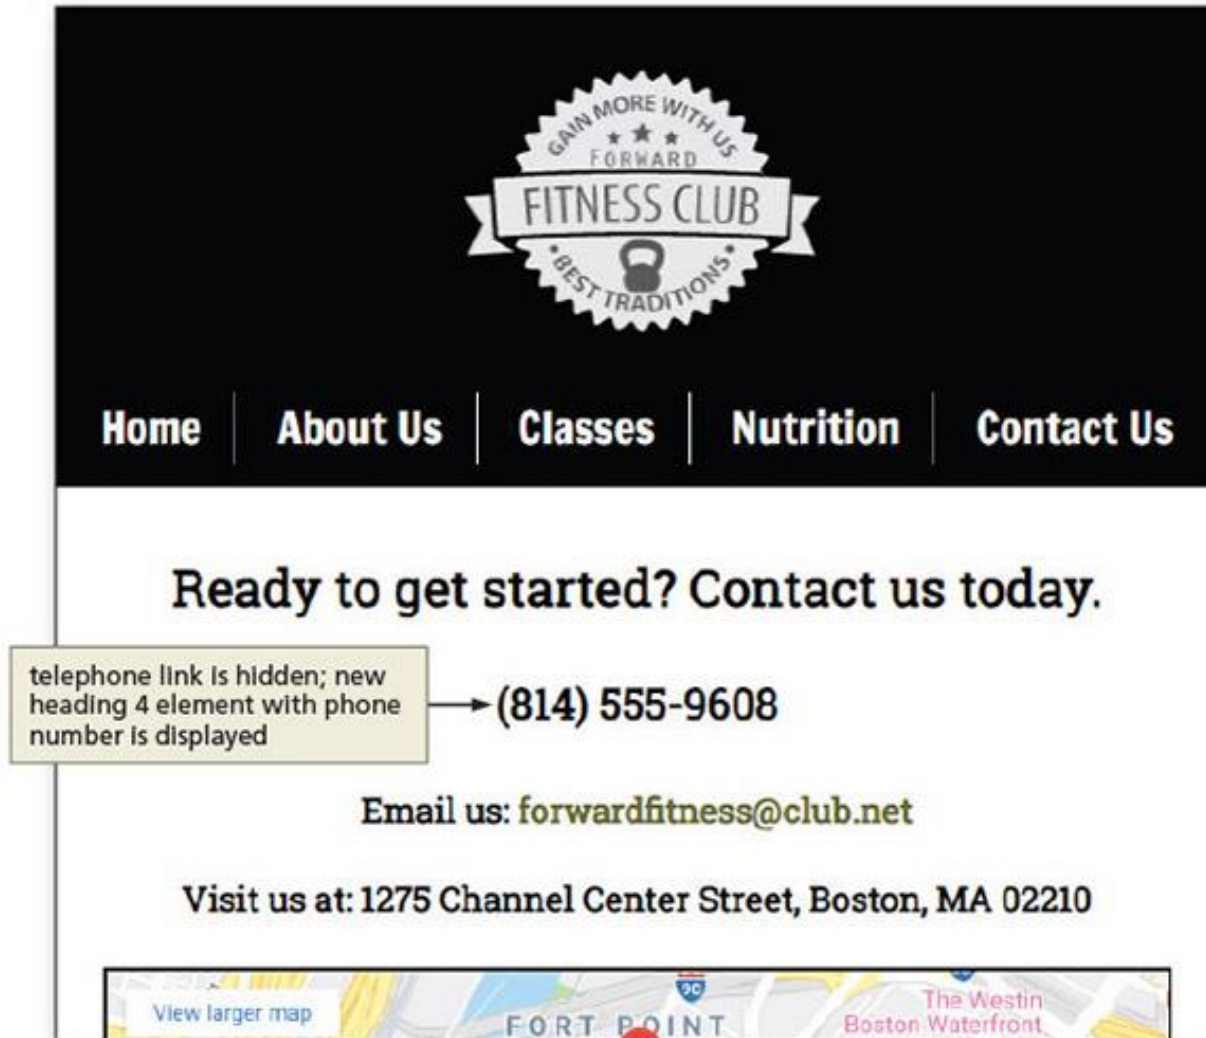 GAIN MORE WITH US
FORWARD
FITNESS CLUB
BEST TRADITIONS
Home
About Us
Classes
Nutrition
Contact Us
Ready to get started? Contact us today.
telephone link is hidden; new
heading 4 element with phone
number is displayed
(814) 555-9608
Email us: forwardfitness@club.net
Visit us at: 1275 Channel Center Street, Boston, MA 02210
View larger map
90
FORT POINT
The Westin
Boston Waterfront